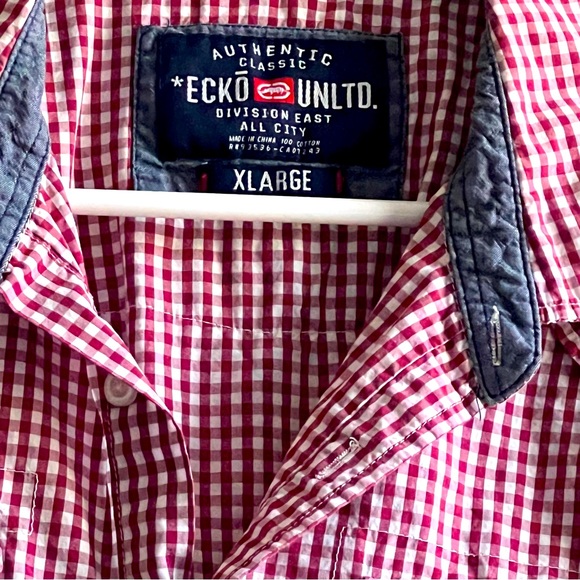 AUTHENTIC
CLASSIC
*ECKŌ UNLTD.
DIVISION EAST
ALL CITY
MADE IN CHINA 100 COTTON
XLARGE